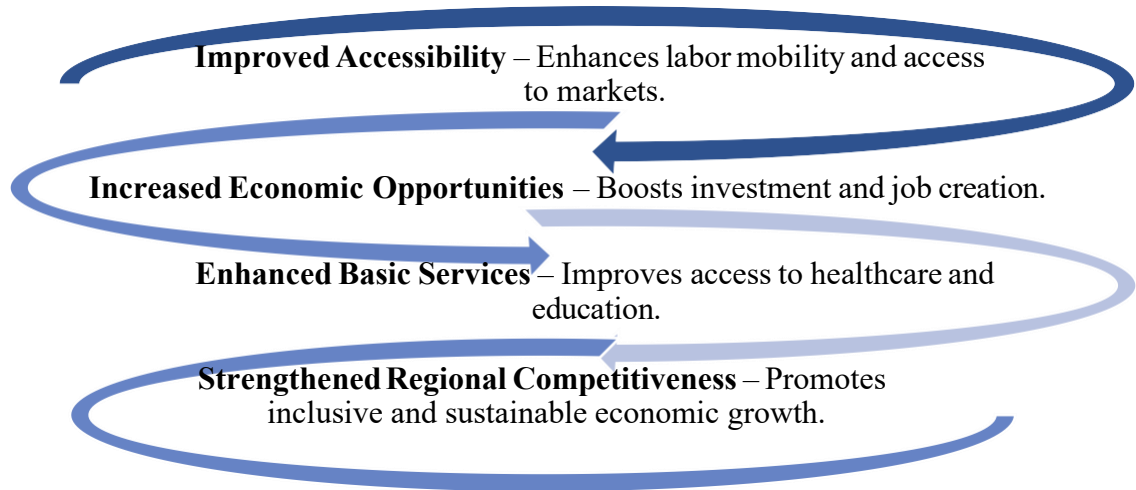 Improved Accessibility – Enhances labor mobility and access
to markets.
Increased Economic Opportunities – Boosts investment and job creation.
Enhanced Basic Services – Improves access to healthcare and
education.
Strengthened Regional Competitiveness – Promotes
inclusive and sustainable economic growth.